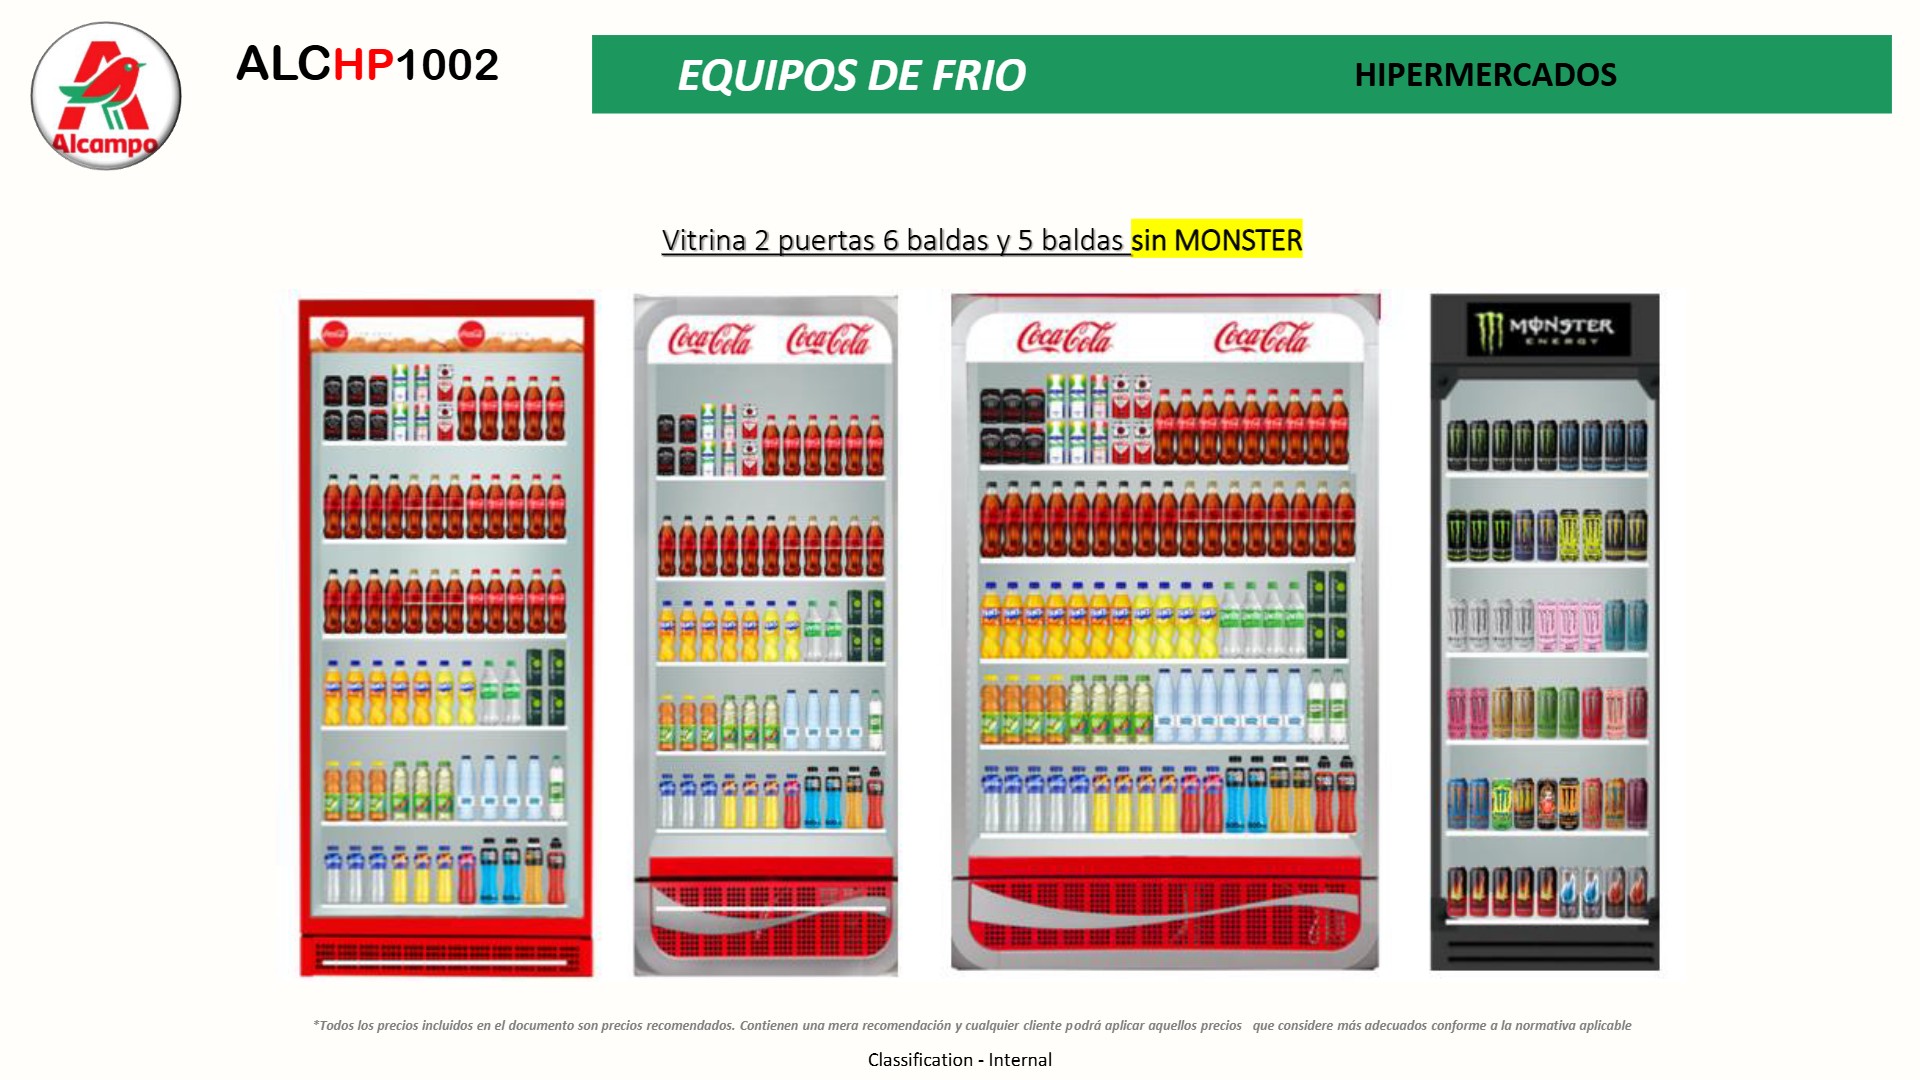 Alcampo
ALCHP1002
EQUIPOS DE FRIO
HIPERMERCADOS
Vitrina 2 puertas 6 baldas y 5 baldas sin MONSTER
Coca-Cola Coca-Cola
Coca-Cola Coca-Cola
Coca-Cola Coca-Cola
MONSTER
ENERGY
*Todos los precios incluidos en el documento son precios recomendados. Contienen una mera recomendación y cualquier cliente podrá aplicar aquellos precios que considere más adecuados conforme a la normativa aplicable
Classification - Internal